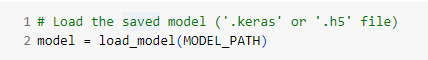 1 # Load the saved model ('.keras' or '.h5' file)
2 model = load_model(MODEL_PATH)